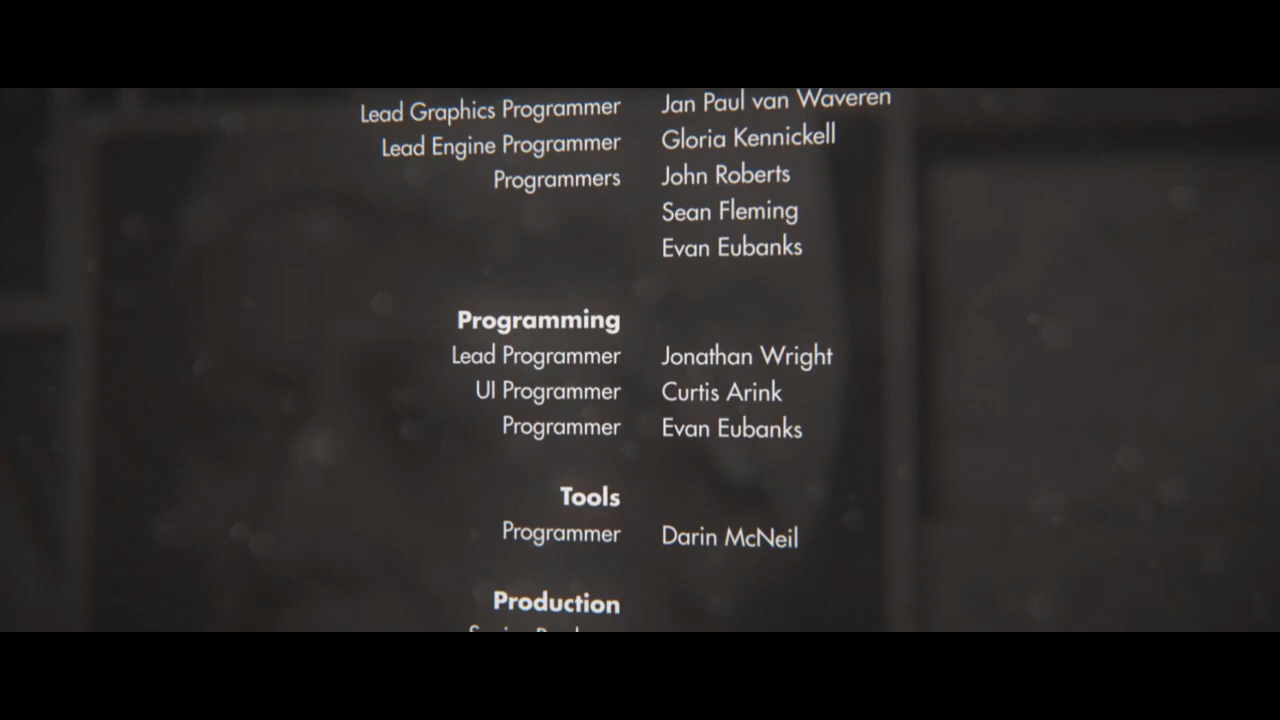 Lead Graphics Programmer Jan Paul van Waveren
Lead Engine Programmer Gloria Kennickell
Programmers John Roberts
Sean Fleming
Evan Eubanks
Programming
Lead Programmer Jonathan Wright
UI Programmer Curtis Arink
Programmer Evan Eubanks
Tools
Programmer Darin McNeil
Production